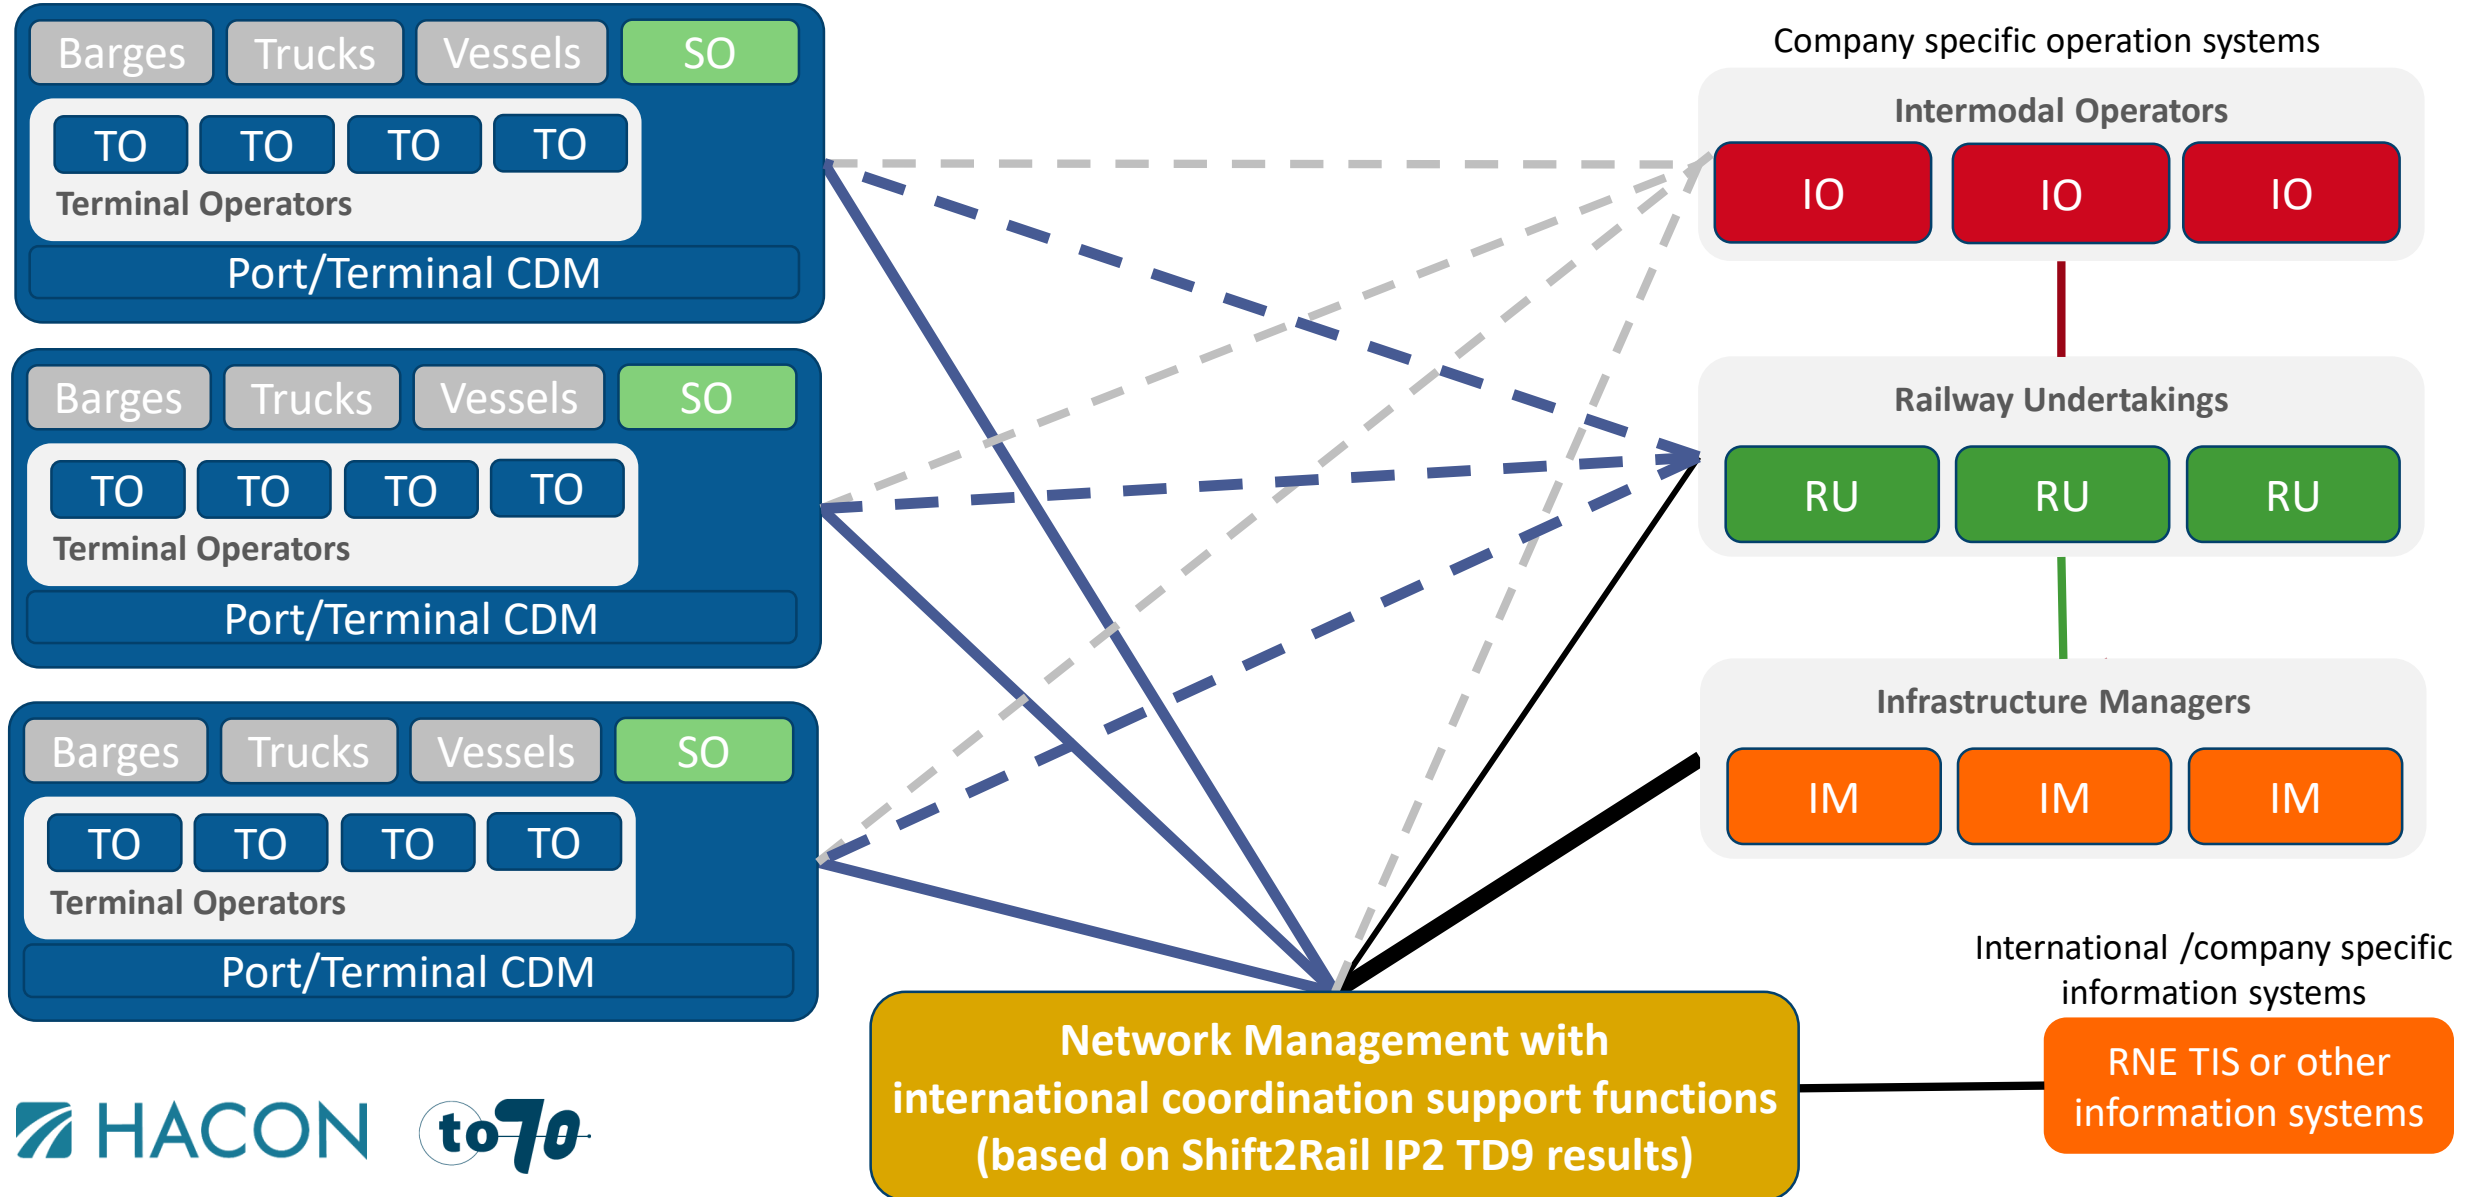 Barges Trucks Vessels SO
TO TO TO TO
Terminal Operators
Port/Terminal CDM
Barges Trucks Vessels SO
TO TO TO TO
Terminal Operators
Port/Terminal CDM
Barges Trucks Vessels SO
TO TO TO TO
Terminal Operators
Port/Terminal CDM
Company specific operation systems
Intermodal Operators
IO IO IO
Railway Undertakings
RU RU RU
Infrastructure Managers
IM IM IM
International /company specific
information systems
RNE TIS or other
information systems
Network Management with
international coordination support functions
(based on Shift2Rail IP2 TD9 results)
HACON
to70